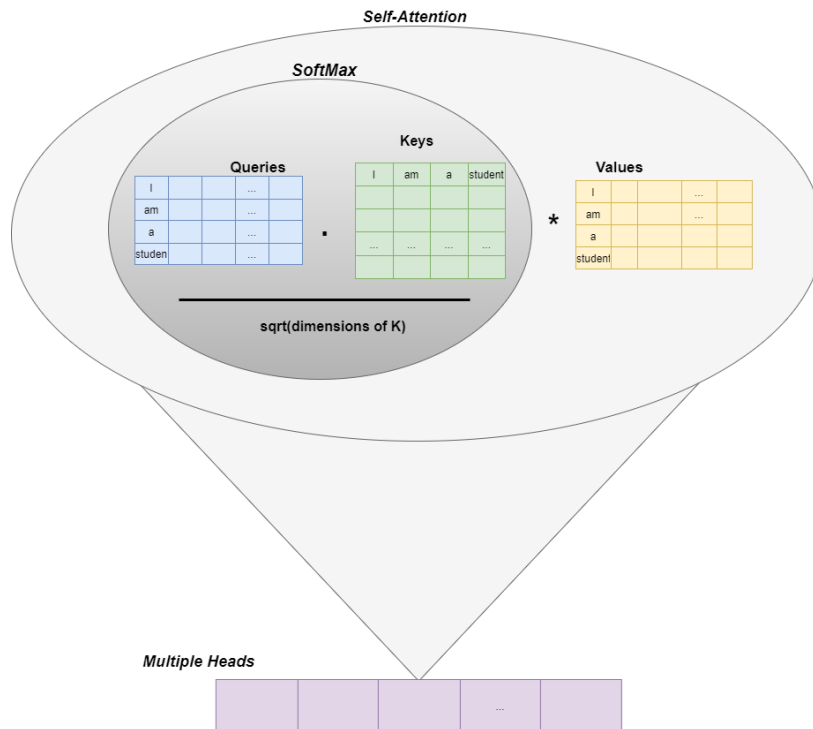 Self-Attention
SoftMax
Queries
I ...
am ...
a ...
studen ...
.
Keys
I am a student
... ... ... ...
sqrt(dimensions of K)
*
Values
I ...
am ...
a
student
Multiple Heads
...